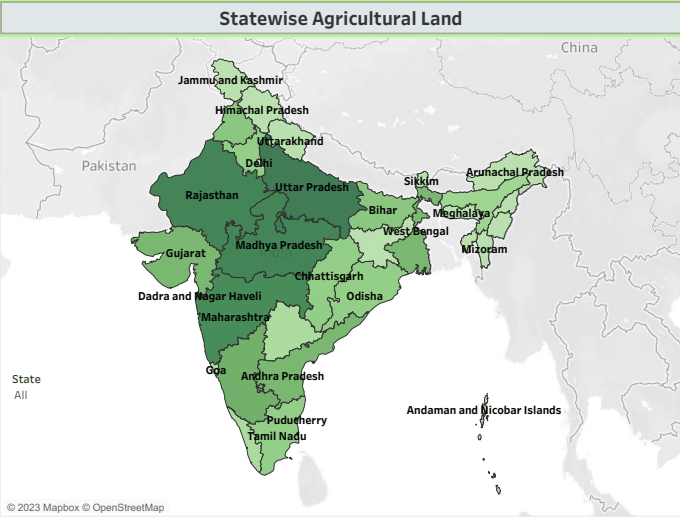 Statewise Agricultural Land
China
Jammu and Kashmir
Himachal Pradesh
Uttarakhand
Pakistan
Delhi
Arunachal Pradesh
Sikkim
Uttar Pradesh
Rajasthan
Bihar
Meghalaya
West Bengal
Madhya Pradesh
Mizoram
India
Gujarat
Chhattisgarh
Dadra and Nagar Haveli
Odisha
Maharashtra
Goa
Andhra Pradesh
State
All
Andaman and Nicobar Islands
Puducherry
Tamil Nadu
© 2023 Mapbox © OpenStreetMap